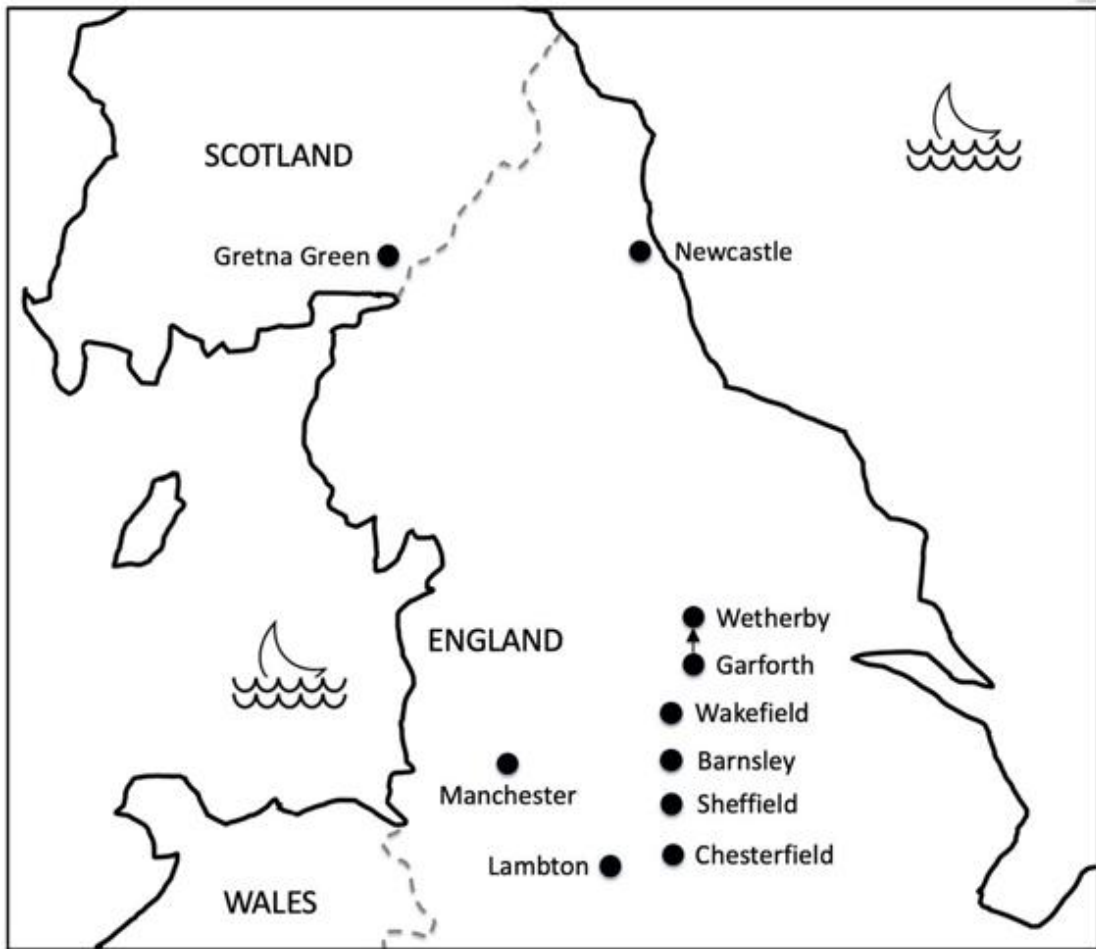 SCOTLAND
Gretna Green
Newcastle
Wetherby
ENGLAND
Garforth
Wakefield
Barnsley
Manchester
Sheffield
Chesterfield
Lambton
WALES